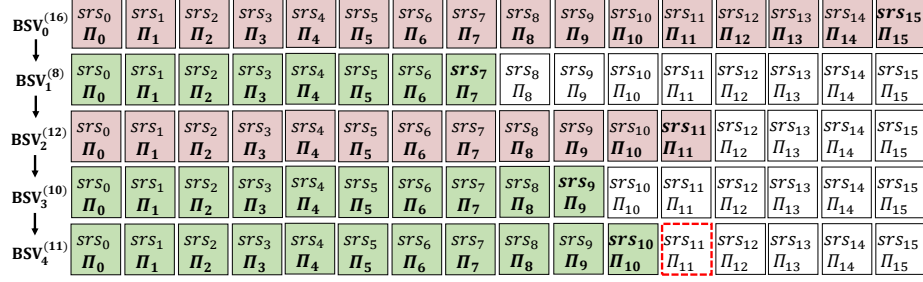 BSV₀⁽¹⁶⁾ srs₀ srs₁ srs₂ srs₃ srs₄ srs₅ srs₆ srs₇ srs₈ srs₉ srs₁₀ srs₁₁ srs₁₂ srs₁₃ srs₁₄ srs₁₅
Π₀ Π₁ Π₂ Π₃ Π₄ Π₅ Π₆ Π₇ Π₈ Π₉ Π₁₀ Π₁₁ Π₁₂ Π₁₃ Π₁₄ Π₁₅
BSV₁⁽⁸⁾ srs₀ srs₁ srs₂ srs₃ srs₄ srs₅ srs₆ srs₇ srs₈ srs₉ srs₁₀ srs₁₁ srs₁₂ srs₁₃ srs₁₄ srs₁₅
Π₀ Π₁ Π₂ Π₃ Π₄ Π₅ Π₆ Π₇ Π₈ Π₉ Π₁₀ Π₁₁ Π₁₂ Π₁₃ Π₁₄ Π₁₅
BSV₂⁽¹²⁾ srs₀ srs₁ srs₂ srs₃ srs₄ srs₅ srs₆ srs₇ srs₈ srs₉ srs₁₀ srs₁₁ srs₁₂ srs₁₃ srs₁₄ srs₁₅
Π₀ Π₁ Π₂ Π₃ Π₄ Π₅ Π₆ Π₇ Π₈ Π₉ Π₁₀ Π₁₁ Π₁₂ Π₁₃ Π₁₄ Π₁₅
BSV₃⁽¹⁰⁾ srs₀ srs₁ srs₂ srs₃ srs₄ srs₅ srs₆ srs₇ srs₈ srs₉ srs₁₀ srs₁₁ srs₁₂ srs₁₃ srs₁₄ srs₁₅
Π₀ Π₁ Π₂ Π₃ Π₄ Π₅ Π₆ Π₇ Π₈ Π₉ Π₁₀ Π₁₁ Π₁₂ Π₁₃ Π₁₄ Π₁₅
BSV₄⁽¹¹⁾ srs₀ srs₁ srs₂ srs₃ srs₄ srs₅ srs₆ srs₇ srs₈ srs₉ srs₁₀ srs₁₁ srs₁₂ srs₁₃ srs₁₄ srs₁₅
Π₀ Π₁ Π₂ Π₃ Π₄ Π₅ Π₆ Π₇ Π₈ Π₉ Π₁₀ Π₁₁ Π₁₂ Π₁₃ Π₁₄ Π₁₅